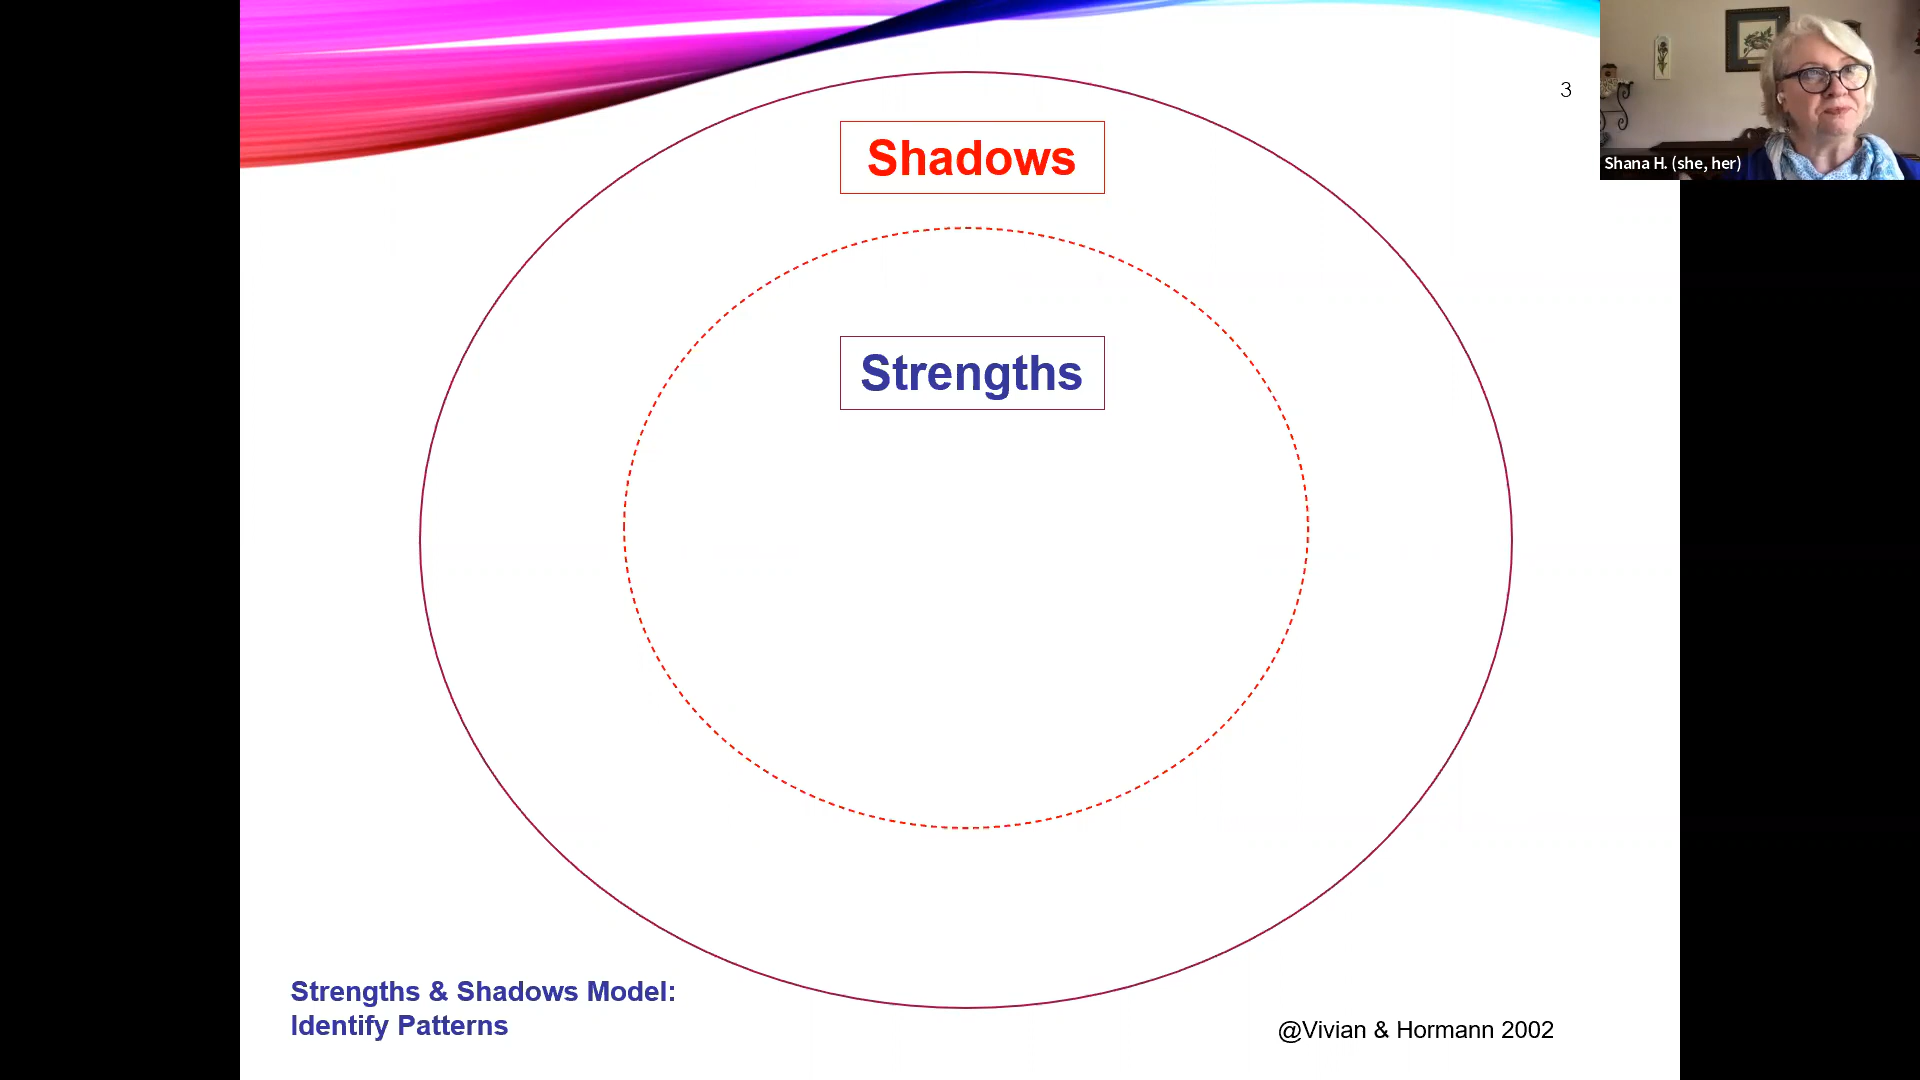 3
Shana H. (she, her)
Shadows
Strengths
Strengths & Shadows Model:
Identify Patterns
@Vivian & Hormann 2002